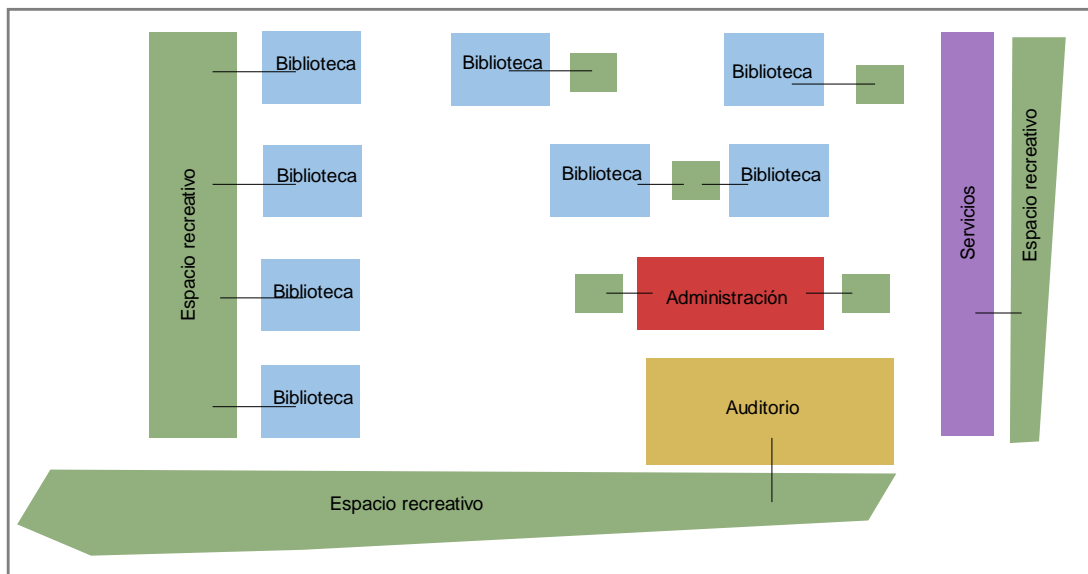 Biblioteca
Biblioteca
Biblioteca
Biblioteca
Biblioteca
Biblioteca
Espacio recreativo
Servicios
Espacio recreativo
Biblioteca
Administración
Biblioteca
Auditorio
Espacio recreativo